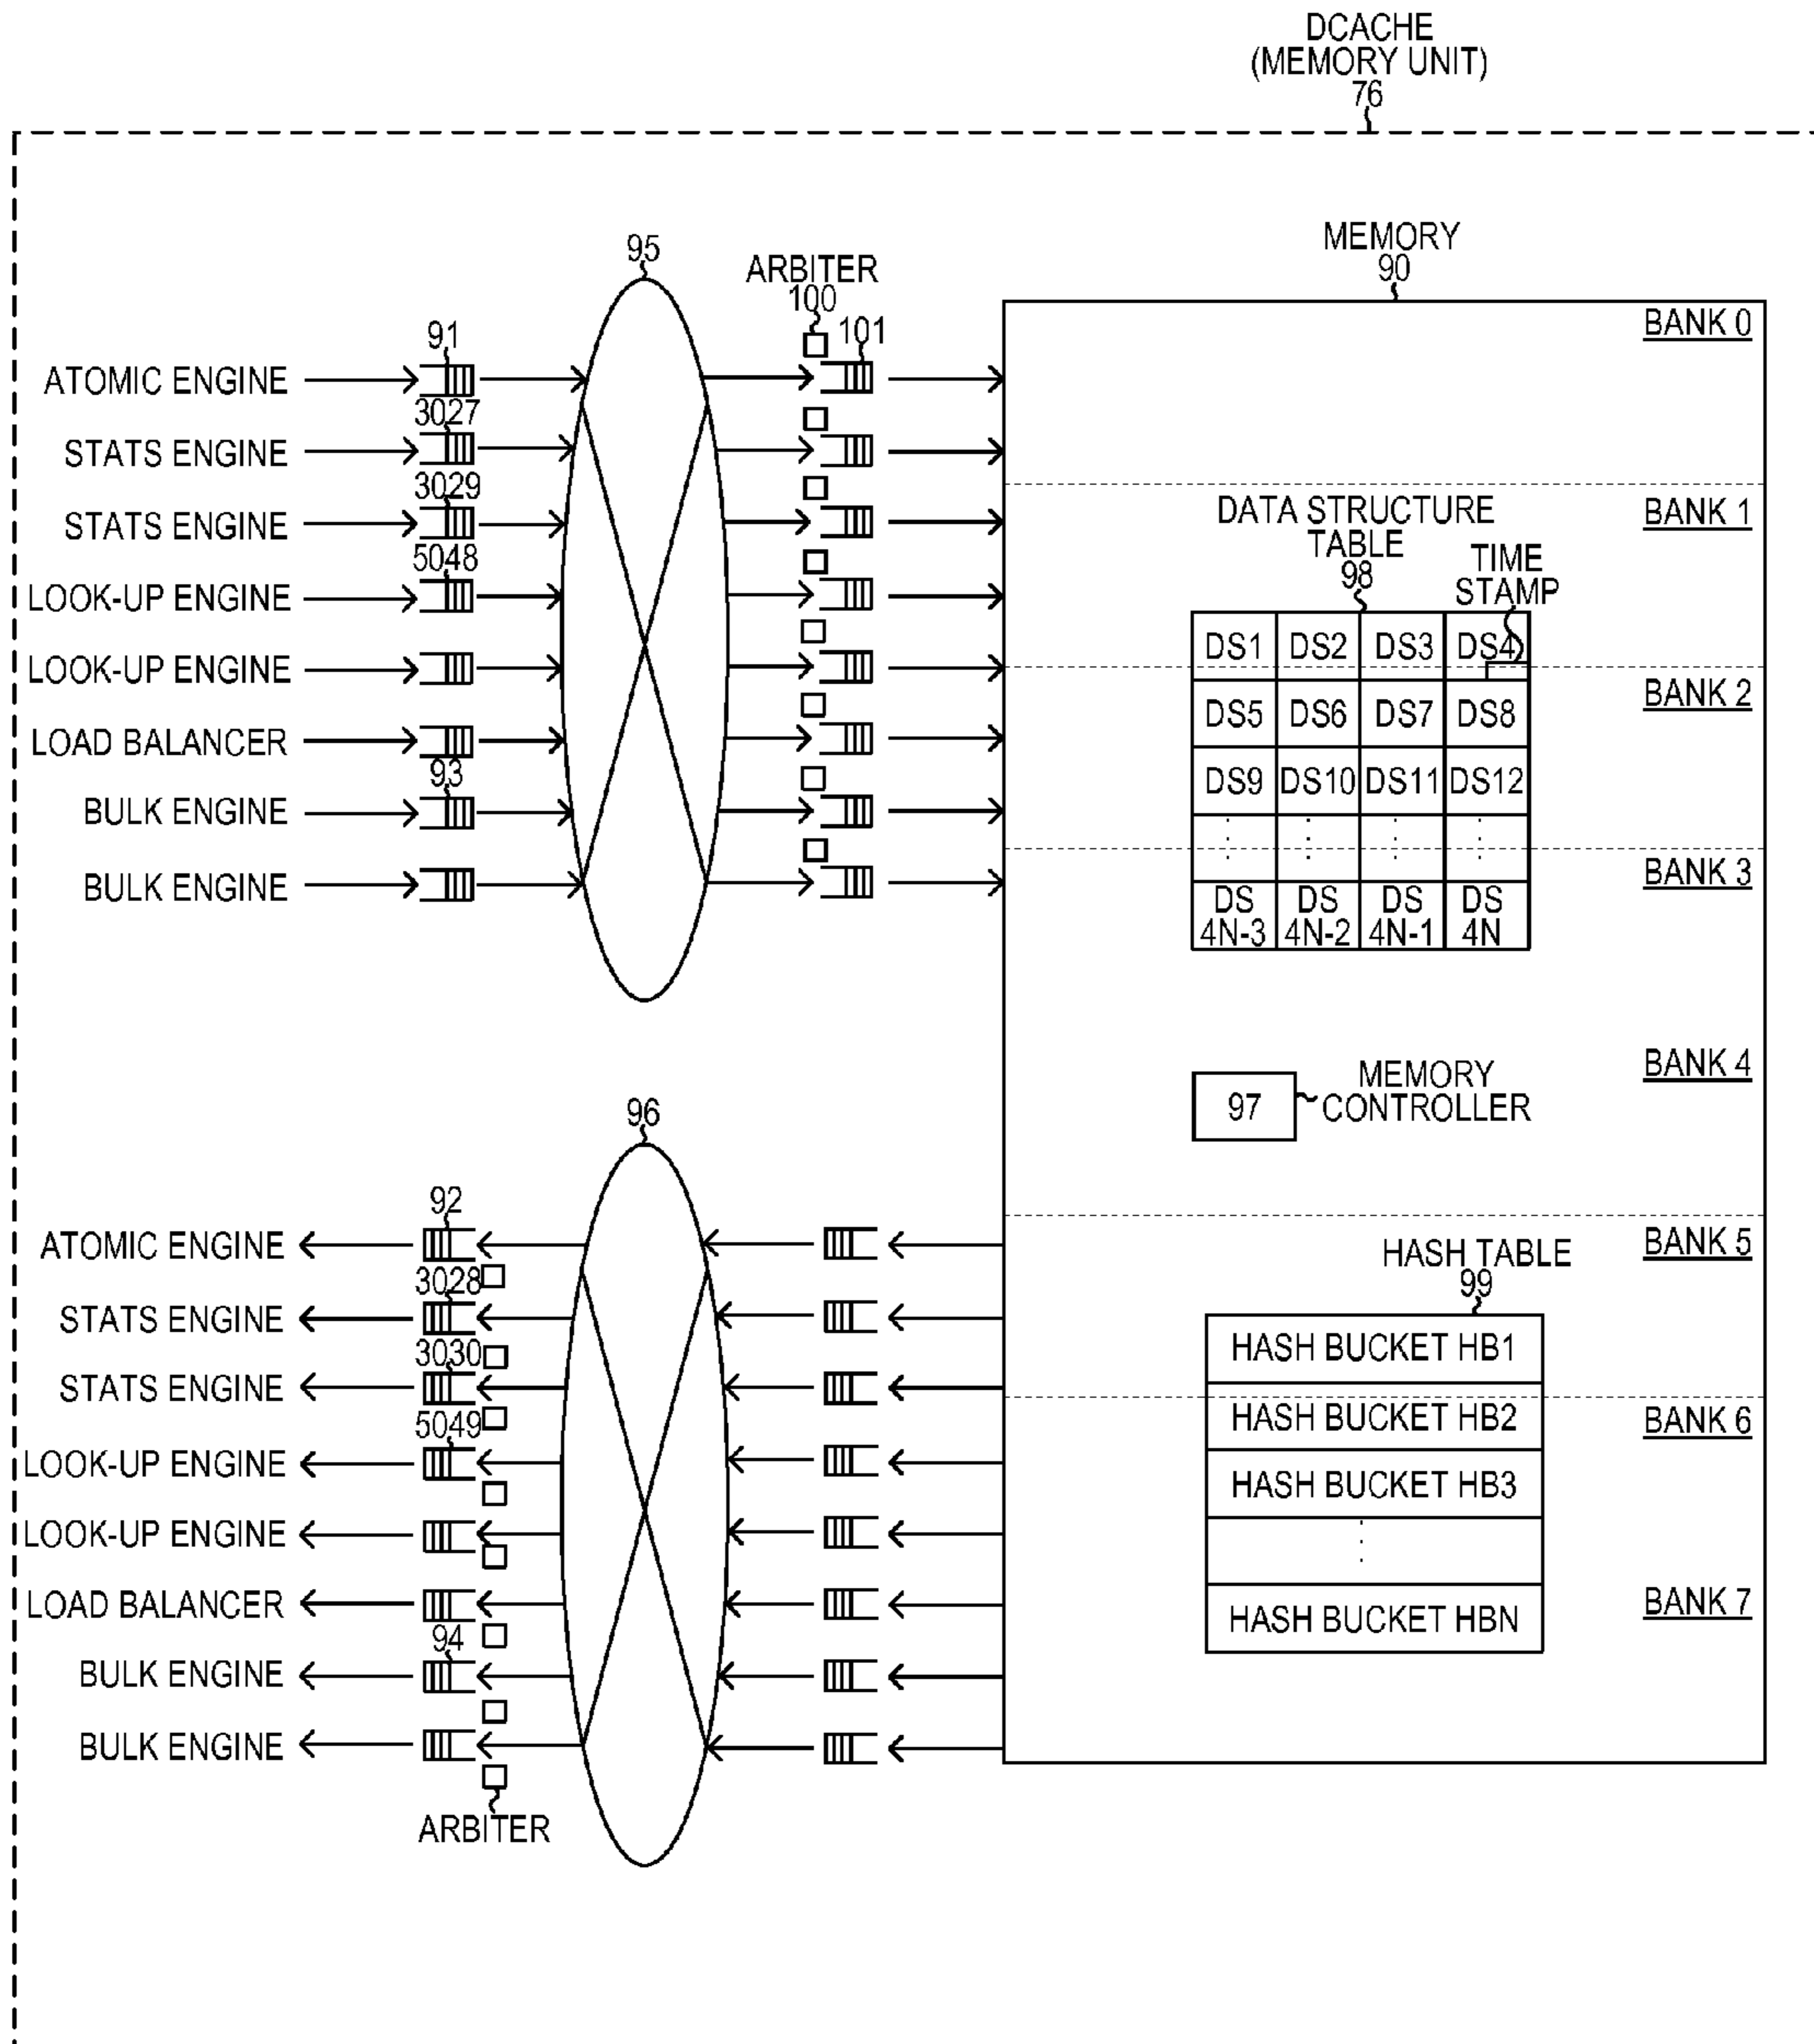 DCACHE
(MEMORY UNIT)
76
MEMORY
90
95
ARBITER
100
101
BANK 0
91
ATOMIC ENGINE
3027
STATS ENGINE
3029
STATS ENGINE
5048
LOOK-UP ENGINE
LOOK-UP ENGINE
LOAD BALANCER
93
BULK ENGINE
BULK ENGINE
DATA STRUCTURE
TABLE
98
BANK 1
TIME
STAMP
DS1 DS2 DS3 DS4
BANK 2
DS5 DS6 DS7 DS8
DS9 DS10 DS11 DS12
BANK 3
DS DS DS DS
4N-3 4N-2 4N-1 4N
BANK 4
97
MEMORY
CONTROLLER
96
92
ATOMIC ENGINE
3028
STATS ENGINE
3030
STATS ENGINE
5049
LOOK-UP ENGINE
LOOK-UP ENGINE
LOAD BALANCER
94
BULK ENGINE
BULK ENGINE
ARBITER
BANK 5
HASH TABLE
99
HASH BUCKET HB1
HASH BUCKET HB2
BANK 6
HASH BUCKET HB3
BANK 7
HASH BUCKET HBN